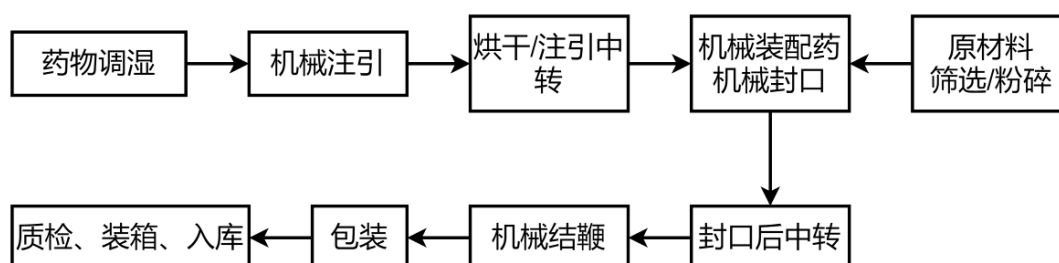 药物调湿
机械注引
烘干/注引中
转
机械装配药
机械封口
原材料
筛选/粉碎
质检、装箱、入库
包装
机械结鞭
封口后中转